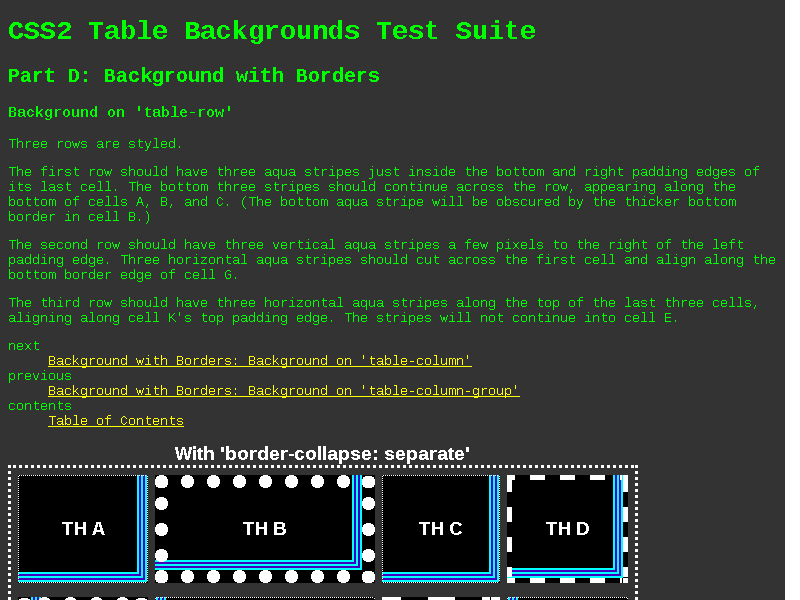 CSS2 Table Backgrounds Test Suite
Part D: Background with Borders
Background on 'table-row'
Three rows are styled.
The first row should have three aqua stripes just inside the bottom and right padding edges of
its last cell. The bottom three stripes should continue across the row, appearing along the
bottom of cells A, B, and C. (The bottom aqua stripe will be obscured by the thicker bottom
border in cell B.)
The second row should have three vertical aqua stripes a few pixels to the right of the left
padding edge. Three horizontal aqua stripes should cut across the first cell and align along the
bottom border edge of cell G.
The third row should have three horizontal aqua stripes along the top of the last three cells,
aligning along cell K's top padding edge. The stripes will not continue into cell E.
next
Background with Borders: Background on 'table-column'
previous
Background with Borders: Background on 'table-column-group'
contents
Table of Contents
With 'border-collapse: separate'
TH A TH B TH C TH D